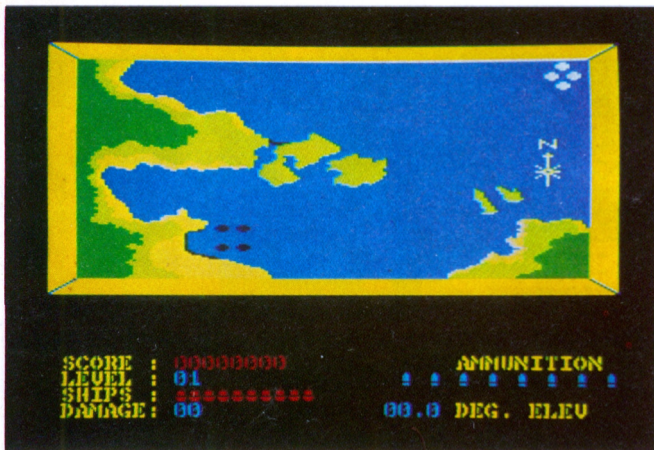 N
SCORE : 00000000
LEVEL : 01
SHIPS :
DAMAGE: 00
AMMUNITION
00.0 DEG. ELEV